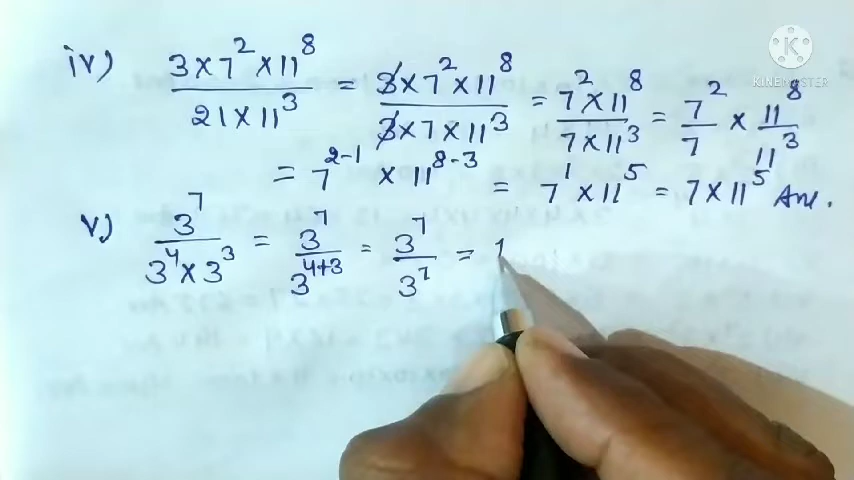 iv) 3×7²×11⁸ / 21×11³ = 3×7²×11⁸ / 3×7×11³ = 7²×11⁸ / 7×11³ = 7²/7 × 11⁸/11³
= 7²⁻¹ × 11⁸⁻³ = 7¹×11⁵ = 7×11⁵ Ans.
v) 3⁷ / 3⁴×3³ = 3⁷ / 3⁴⁺³ = 3⁷ / 3⁷ = 1
K
KINEMASTER